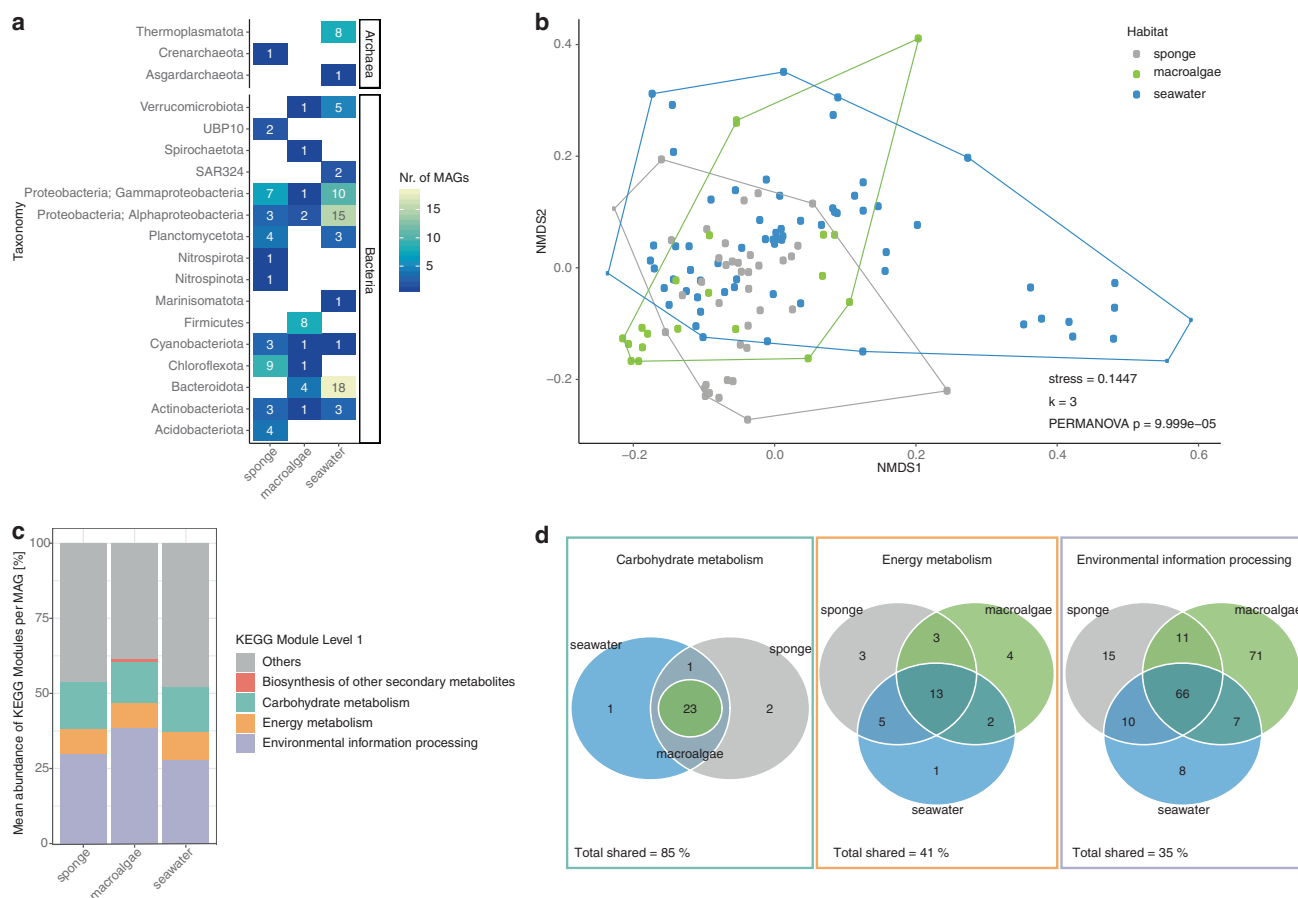 a
Thermoplasmatota 8
Crenarchaeota 1
Asgardarchaeota 1
Archaea
Verrucomicrobiota 1 5
UBP10 2
Spirochaetota 1
SAR324 2
Proteobacteria; Gammaproteobacteria 7 1 10
Proteobacteria; Alphaproteobacteria 3 2 15
Planctomycetota 4 3
Nitrospirota 1
Nitrospinota 1
Marinisomatota 1
Firmicutes 8
Cyanobacteriota 3 1 1
Chloroflexota 9 1
Bacteroidota 4 18
Actinobacteriota 3 1 3
Acidobacteriota 4
Bacteria
Taxonomy
sponge
macroalgae
seawater
Nr. of MAGs
15
10
5
b
0.4
0.2
0.0
−0.2
NMDS2
−0.2 0.0 0.2 0.4 0.6
NMDS1
Habitat
sponge
macroalgae
seawater
stress = 0.1447
k = 3
PERMANOVA p = 9.999e−05
c
Mean abundance of KEGG Modules per MAG [%]
100
75
50
25
0
sponge
macroalgae
seawater
KEGG Module Level 1
Others
Biosynthesis of other secondary metabolites
Carbohydrate metabolism
Energy metabolism
Environmental information processing
d
Carbohydrate metabolism
seawater
sponge
1
1
23
2
macroalgae
Total shared = 85 %
Energy metabolism
sponge
macroalgae
3
3
4
13
5
2
1
seawater
Total shared = 41 %
Environmental information processing
sponge
macroalgae
11
15
71
66
10
7
8
seawater
Total shared = 35 %